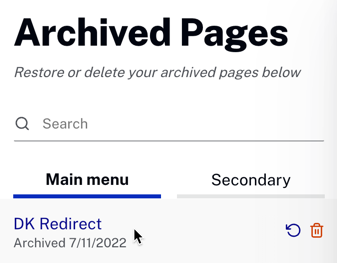 Archived Pages
Restore or delete your archived pages below
Search
Main menu
Secondary
DK Redirect
Archived 7/11/2022